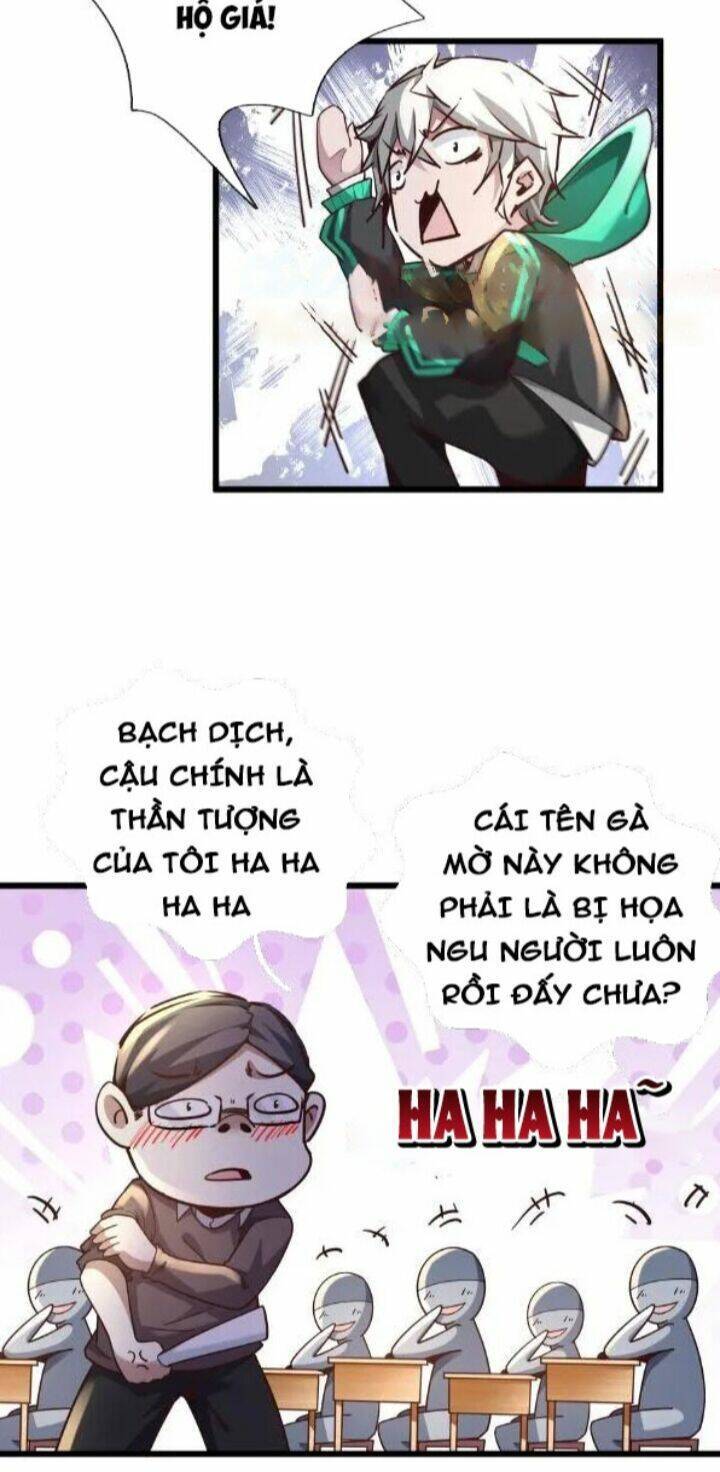 HỘ GIÁ!
BẠCH DỊCH,
CẬU CHÍNH LÀ
THẦN TƯỢNG
CỦA TÔI HA HA
HA HA
CÁI TÊN GÀ
MỜ NÀY KHÔNG
PHẢI LÀ BỊ HỌA
NGU NGƯỜI LUÔN
RỒI ĐẤY CHƯA?
HA HA HA~